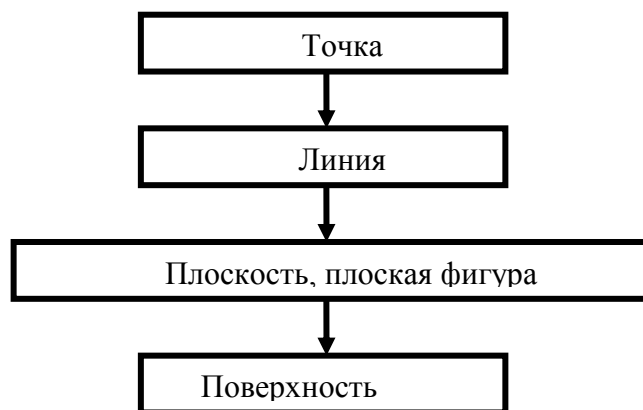 Точка
Линия
Плоскость, плоская фигура
Поверхность